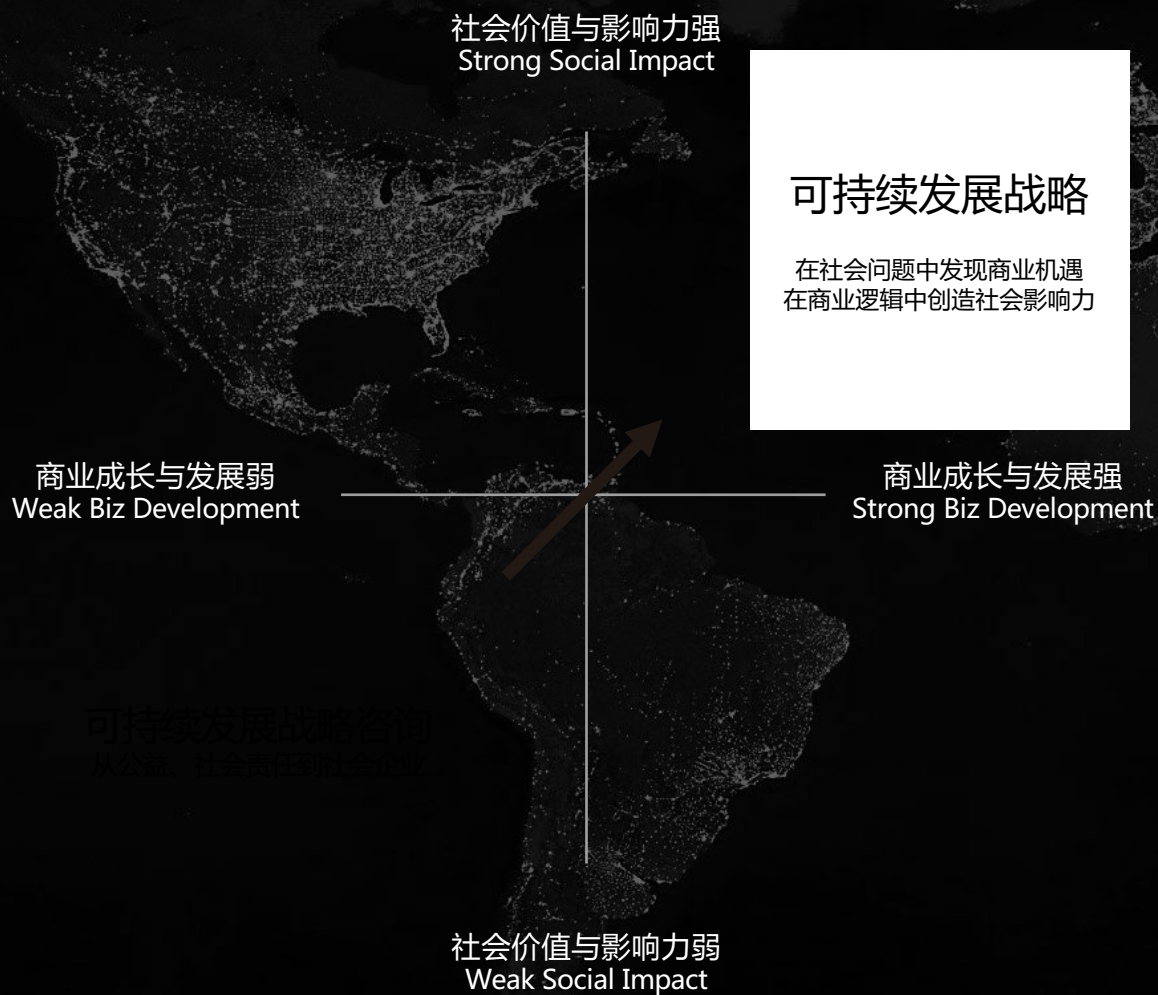 社会价值与影响力强
Strong Social Impact
可持续发展战略
在社会问题中发现商业机遇
在商业逻辑中创造社会影响力
商业成长与发展弱
Weak Biz Development
商业成长与发展强
Strong Biz Development
可持续发展战略咨询
从公益、社会责任到社会企业
社会价值与影响力弱
Weak Social Impact